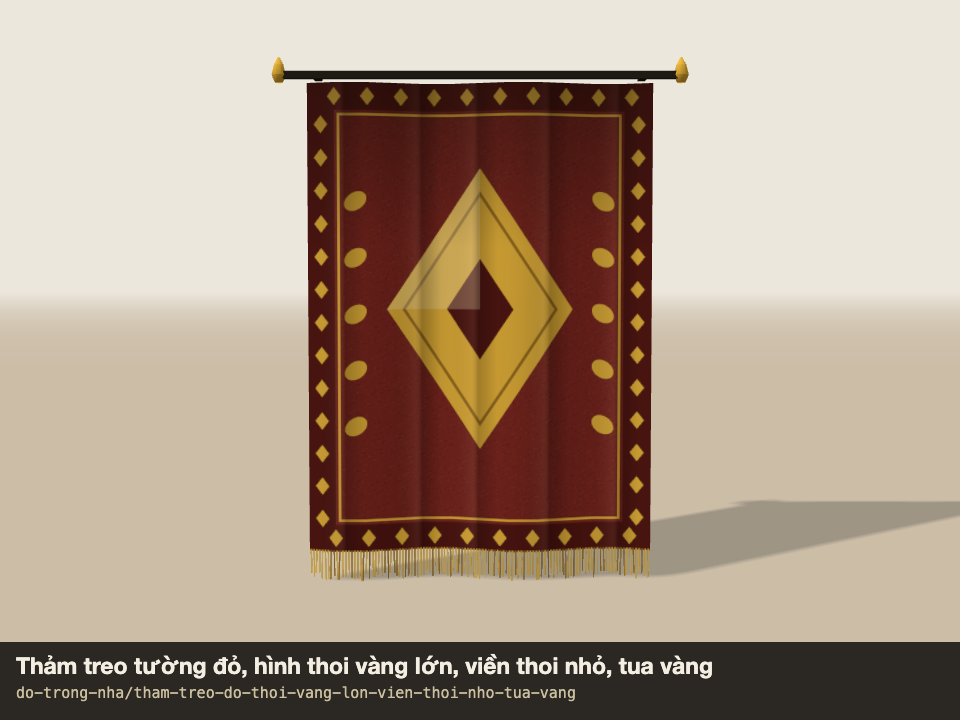 Thảm treo tường đỏ, hình thoi vàng lớn, viền thoi nhỏ, tua vàng
do-trong-nha/tham-treo-do-thoi-vang-lon-vien-thoi-nho-tua-vang